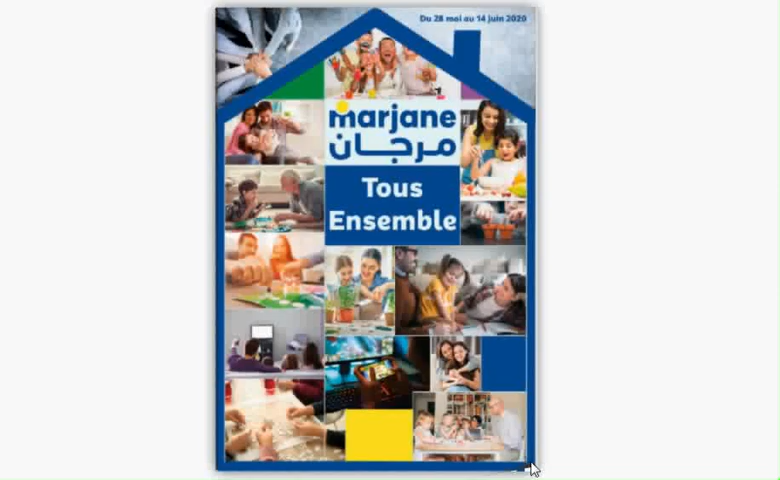 Du 28 mai au 14 juin 2020
marjane
مرجان
Tous
Ensemble